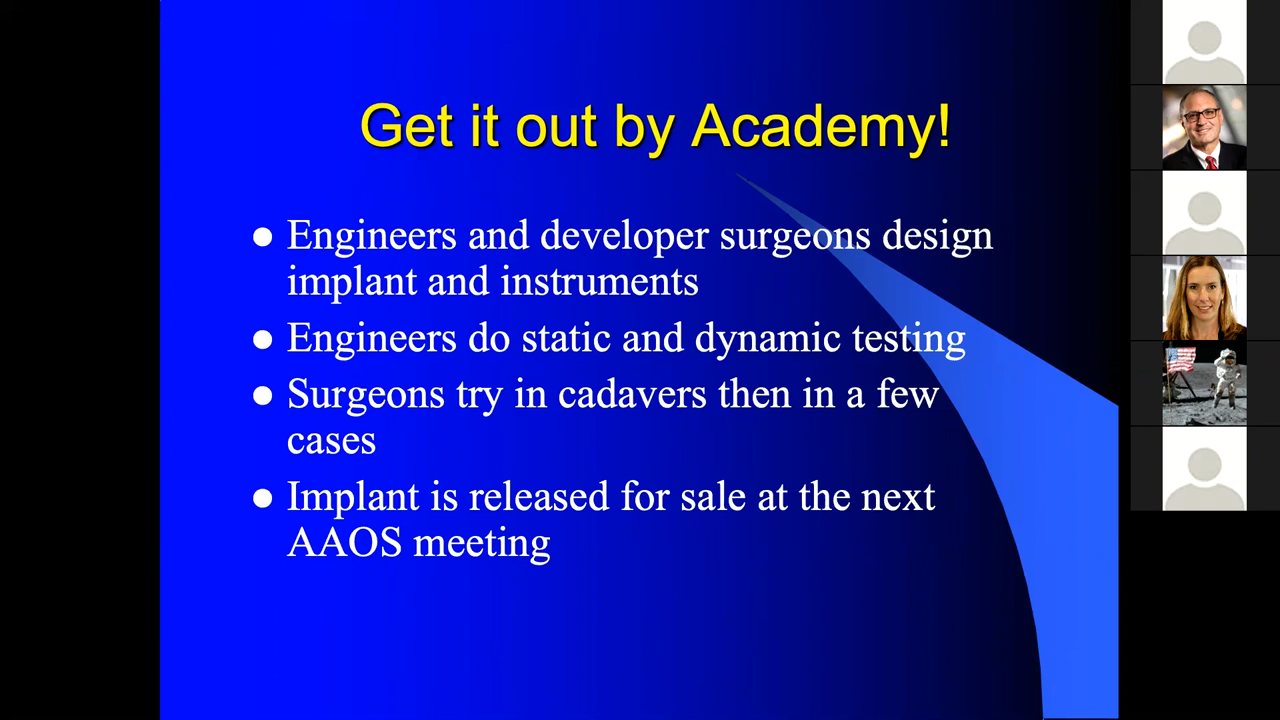 Get it out by Academy!
Engineers and developer surgeons design
implant and instruments
Engineers do static and dynamic testing
Surgeons try in cadavers then in a few
cases
Implant is released for sale at the next
AAOS meeting